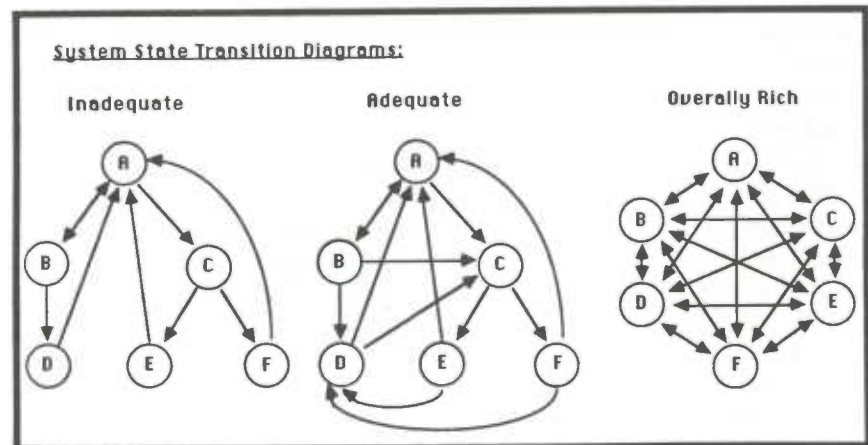 System State Transition Diagrams:
Inadequate
Adequate
Overally Rich
A
B
C
D
E
F
A
B
C
D
E
F
A
B
C
D
E
F